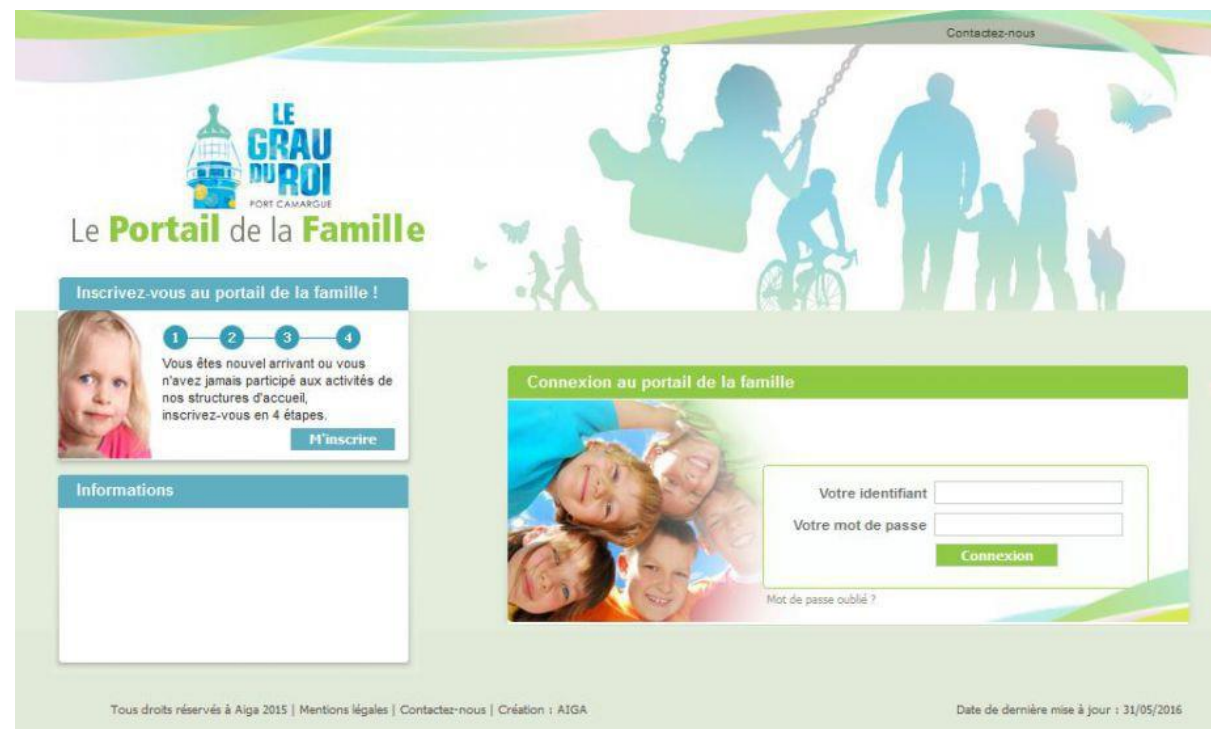 Contactez-nous
LE
GRAU
DU ROI
PORT CAMARGUE
Le Portail de la Famille
Inscrivez-vous au portail de la famille !
1 2 3 4
Vous êtes nouvel arrivant ou vous
n'avez jamais participé aux activités de
nos structures d'accueil,
inscrivez-vous en 4 étapes.
M'inscrire
Informations
Connexion au portail de la famille
Votre identifiant
Votre mot de passe
Connexion
Mot de passe oublié ?
Tous droits réservés à Aiga 2015 | Mentions légales | Contactez-nous | Création : AIGA
Date de dernière mise à jour : 31/05/2016